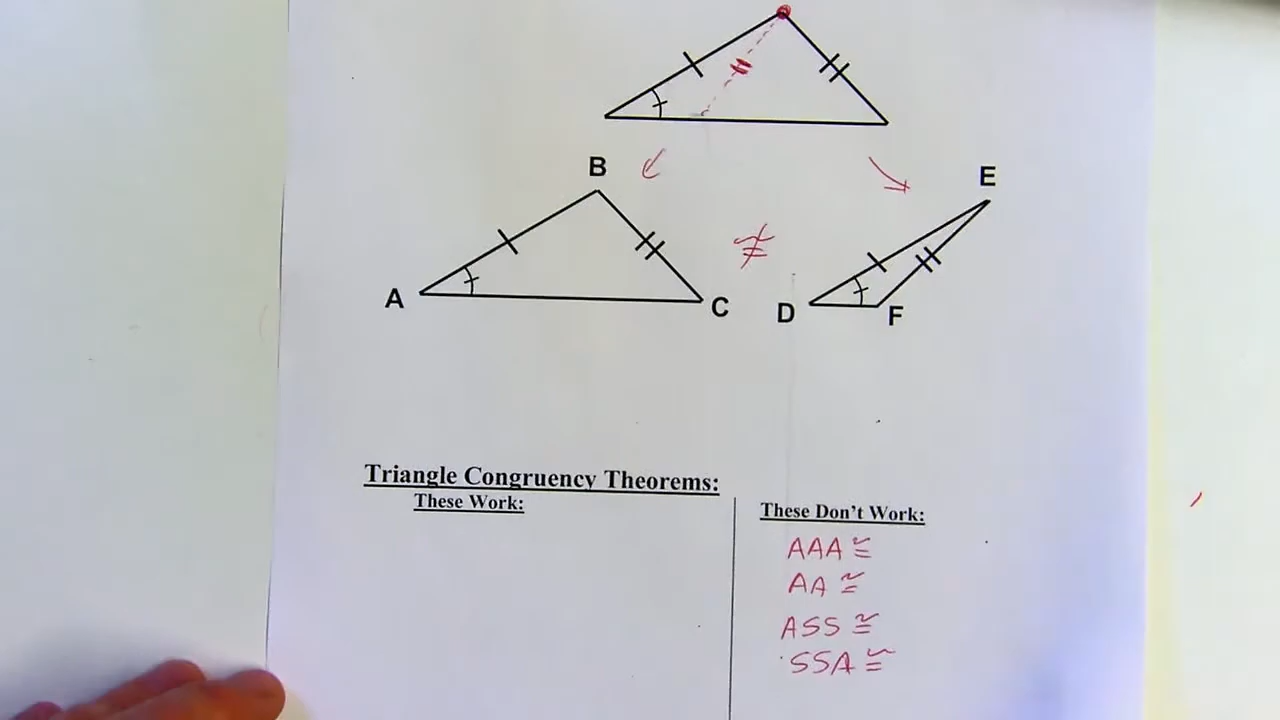 B
E
≇
A
C
D
F
Triangle Congruency Theorems:
These Work:
These Don't Work:
AAA ≅
AA ≅
ASS ≅
SSA ≅